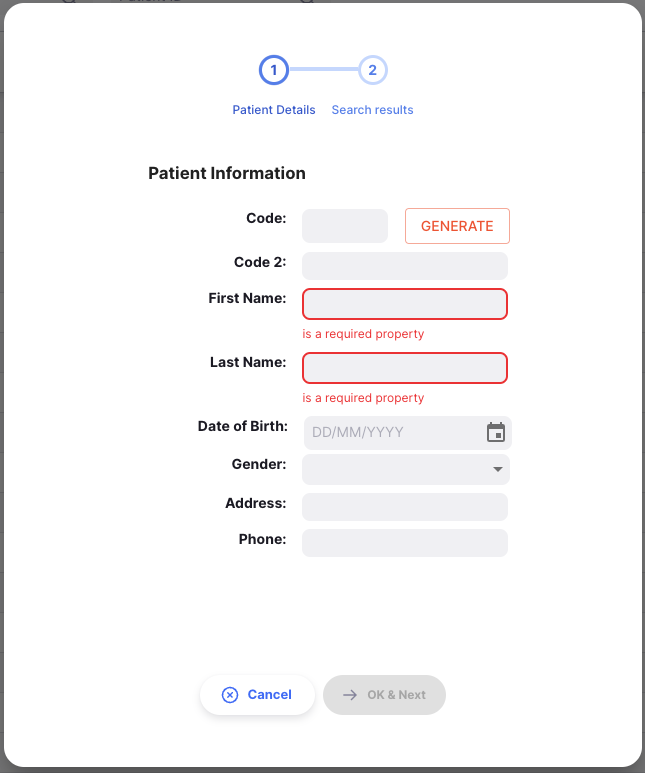 1
2
Patient Details
Search results
Patient Information
Code:
GENERATE
Code 2:
First Name:
is a required property
Last Name:
is a required property
Date of Birth:
DD/MM/YYYY
Gender:
Address:
Phone:
Cancel
OK & Next